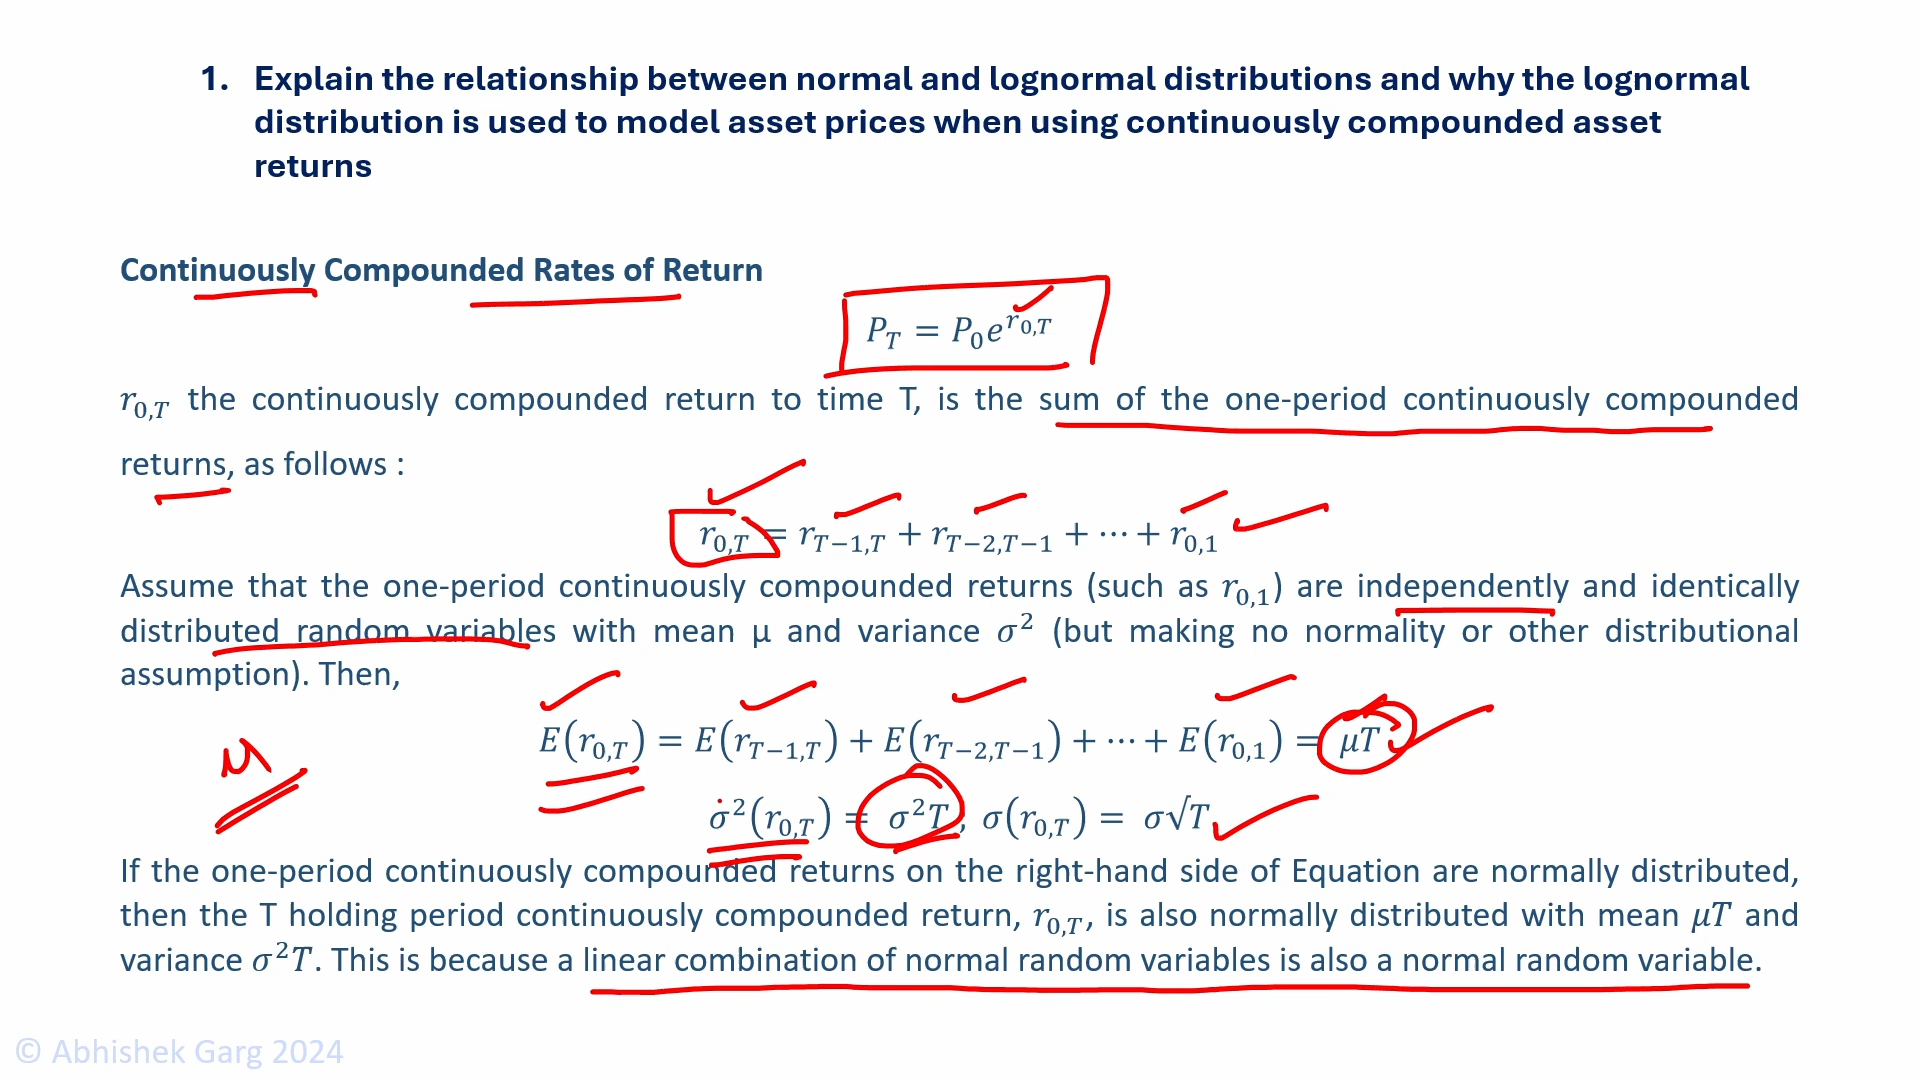 1. Explain the relationship between normal and lognormal distributions and why the lognormal
distribution is used to model asset prices when using continuously compounded asset
returns
Continuously Compounded Rates of Return
P_T = P_0e^{r_{0,T}}
r_{0,T} the continuously compounded return to time T, is the sum of the one-period continuously compounded
returns, as follows :
r_{0,T} = r_{T−1,T} + r_{T−2,T−1} + ⋯ + r_{0,1}
Assume that the one-period continuously compounded returns (such as r_{0,1}) are independently and identically
distributed random variables with mean μ and variance σ² (but making no normality or other distributional
assumption). Then,
E(r_{0,T}) = E(r_{T−1,T}) + E(r_{T−2,T−1}) + ⋯ + E(r_{0,1}) = μT
μ
σ²(r_{0,T}) = σ²T, σ(r_{0,T}) = σ√T
If the one-period continuously compounded returns on the right-hand side of Equation are normally distributed,
then the T holding period continuously compounded return, r_{0,T}, is also normally distributed with mean μT and
variance σ²T. This is because a linear combination of normal random variables is also a normal random variable.
© Abhishek Garg 2024